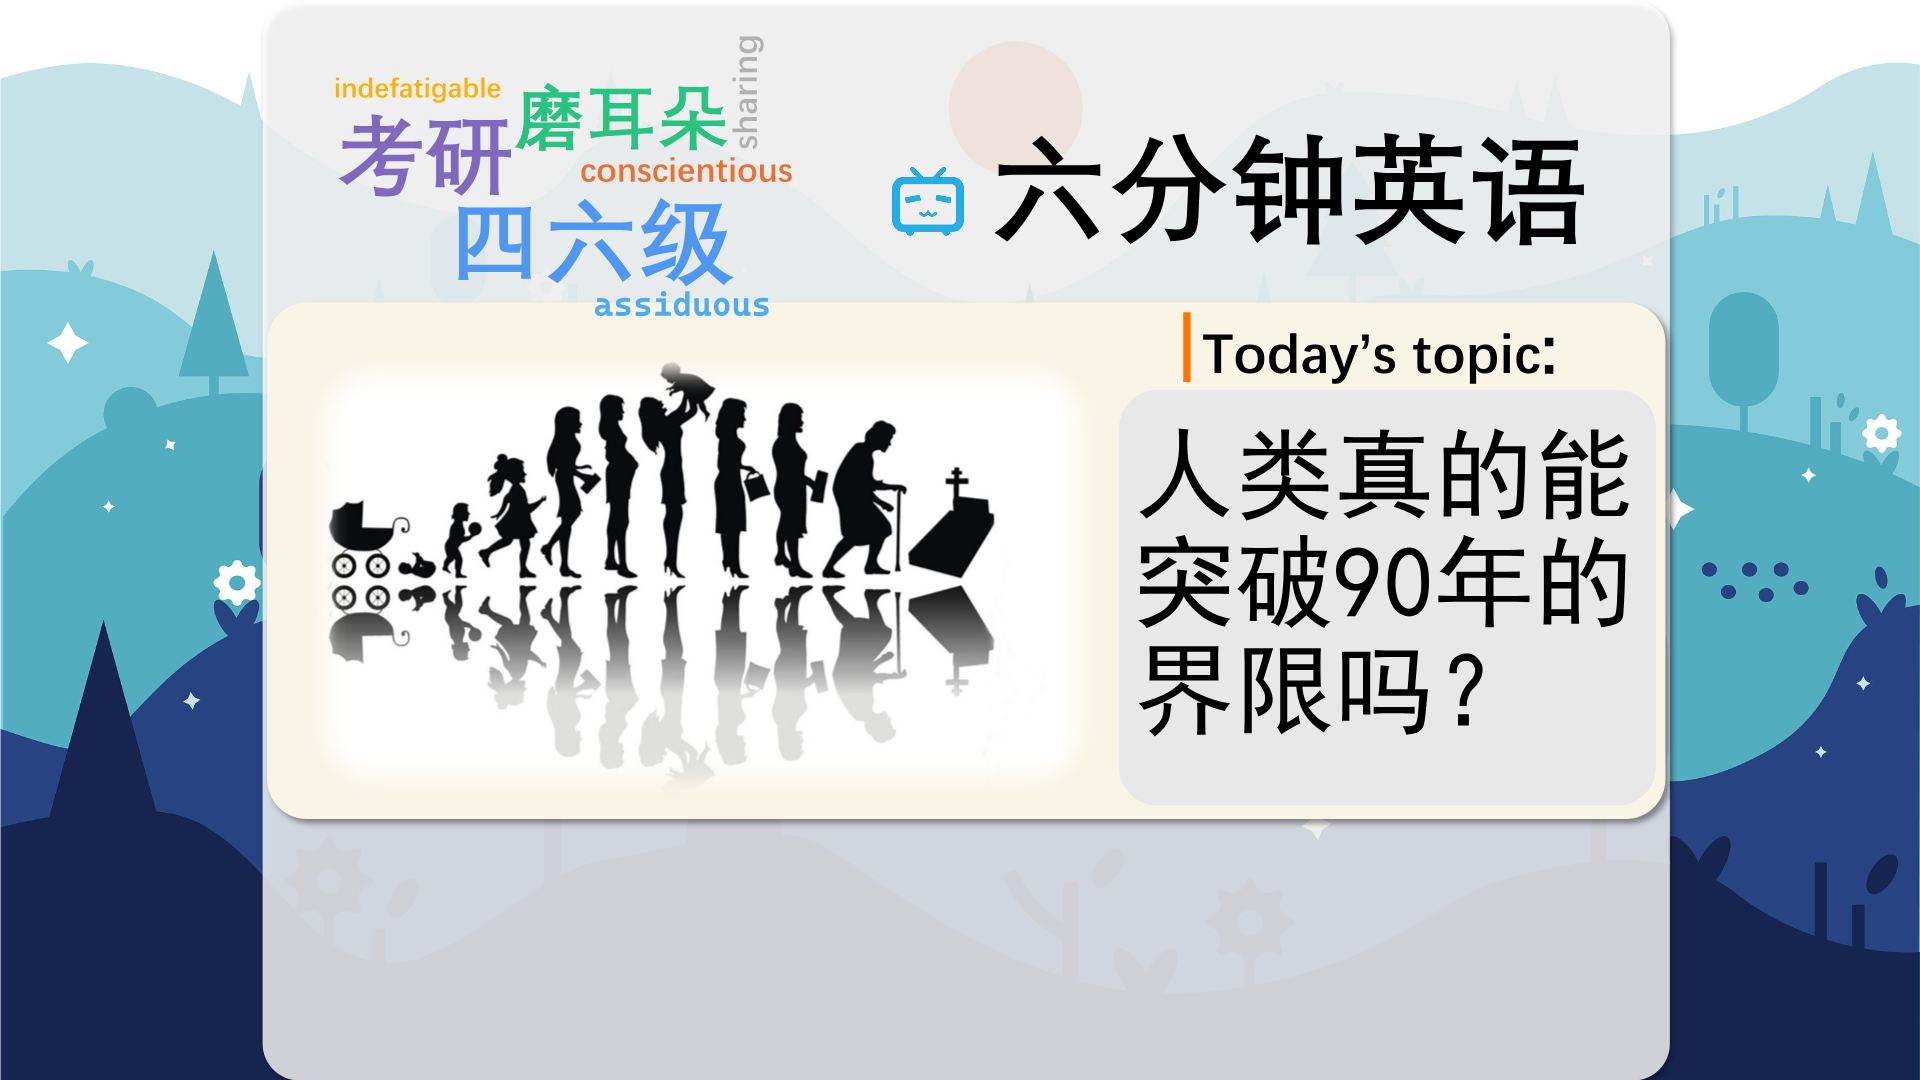 indefatigable
考研
磨耳朵
sharing
conscientious
四六级
assiduous
六分钟英语
Today’s topic:
人类真的能
突破90年的
界限吗？